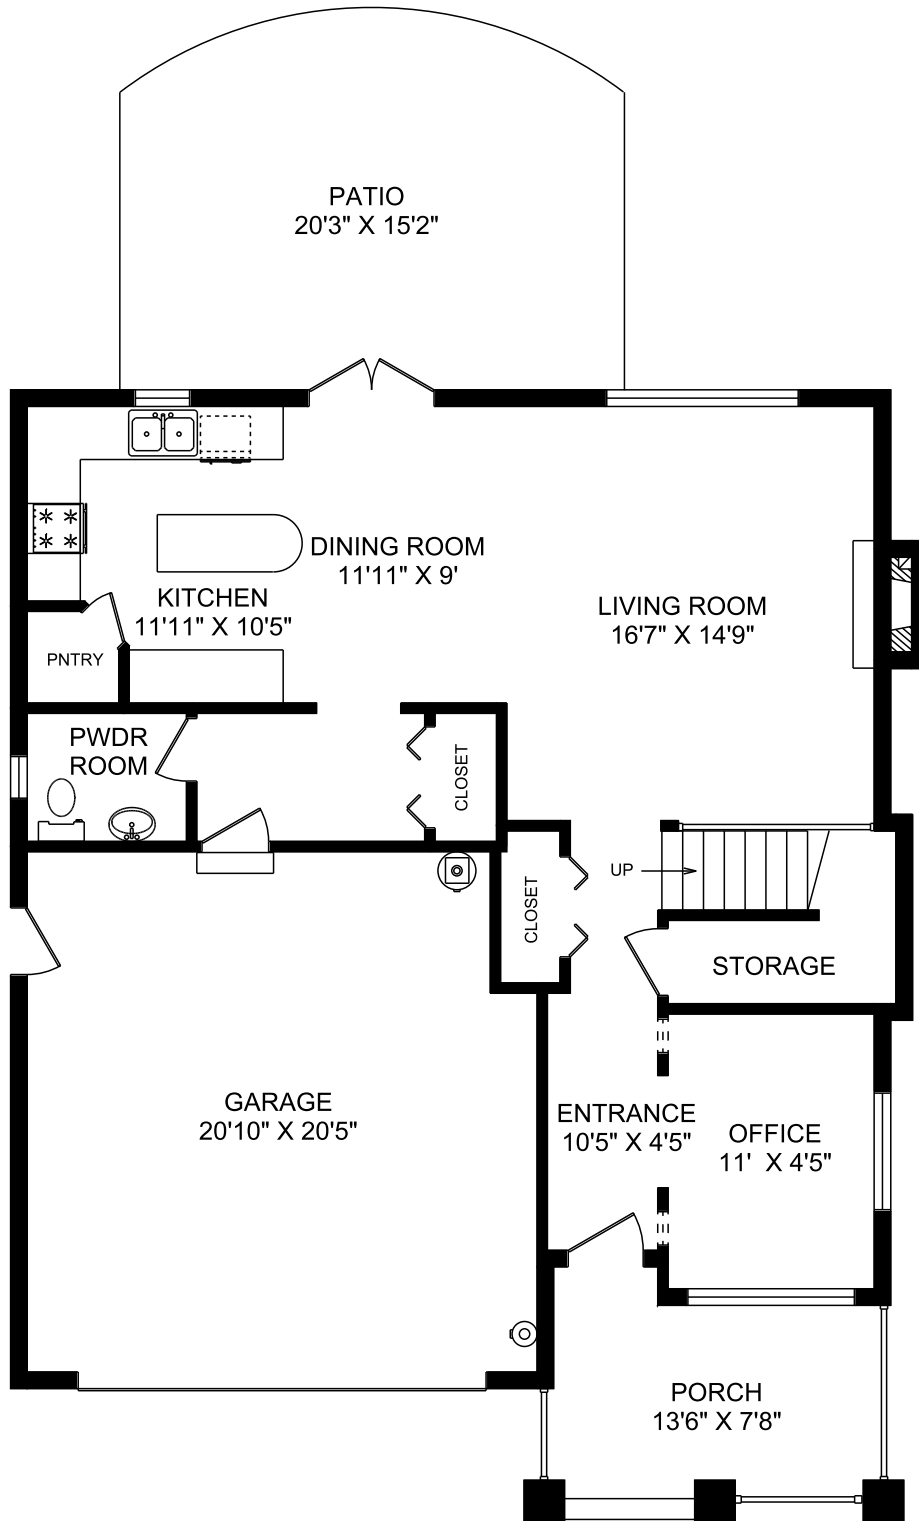 PATIO
20'3" X 15'2"
DINING ROOM
11'11" X 9'
KITCHEN
11'11" X 10'5"
LIVING ROOM
16'7" X 14'9"
PNTRY
PWDR
ROOM
CLOSET
UP
CLOSET
STORAGE
GARAGE
20'10" X 20'5"
ENTRANCE
10'5" X 4'5"
OFFICE
11' X 4'5"
PORCH
13'6" X 7'8"